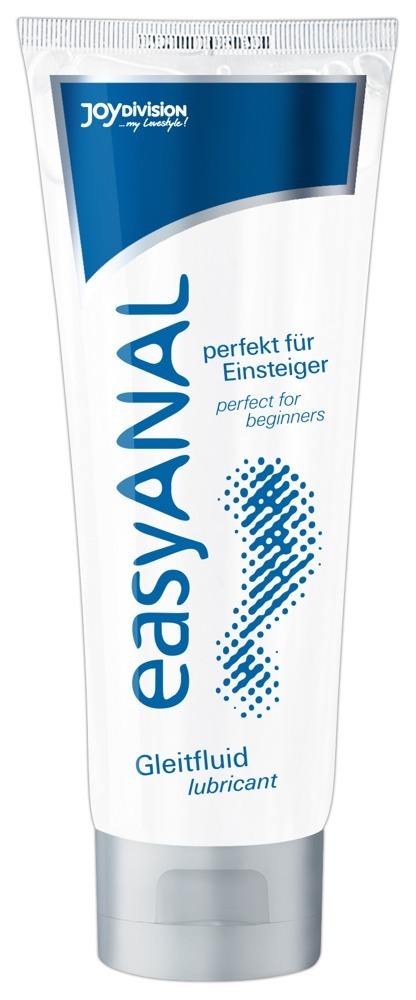 JOYDIVISION
...my Lovestyle!
easyANAL
perfekt für
Einsteiger
perfect for
beginners
Gleitfluid
lubricant